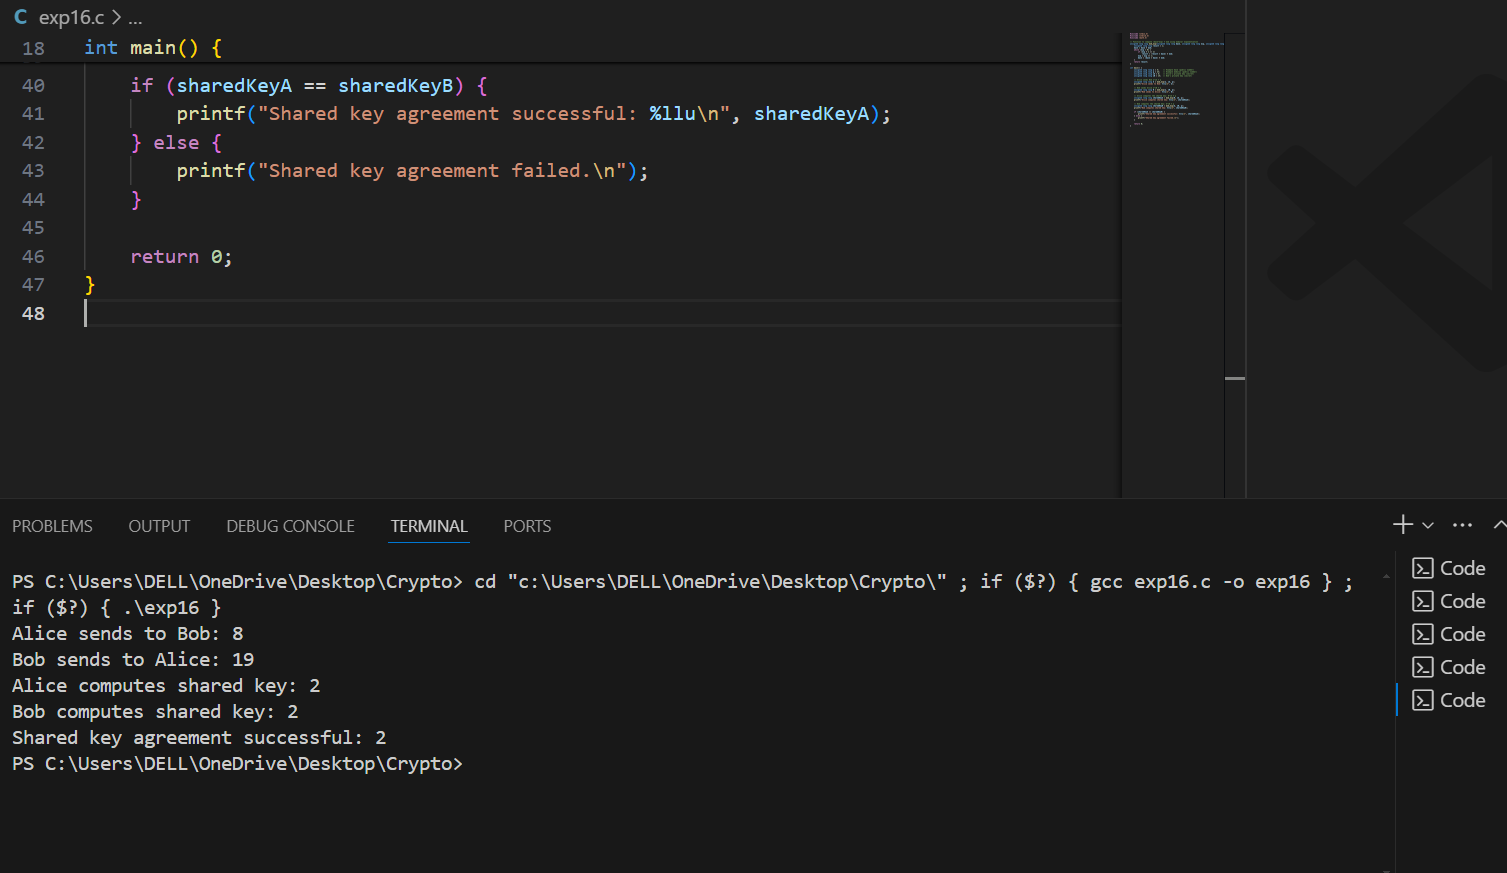 C exp16.c > ...
18 int main() {
40 if (sharedKeyA == sharedKeyB) {
41 printf("Shared key agreement successful: %llu\n", sharedKeyA);
42 } else {
43 printf("Shared key agreement failed.\n");
44 }
45
46 return 0;
47 }
48
PROBLEMS OUTPUT DEBUG CONSOLE TERMINAL PORTS
PS C:\Users\DELL\OneDrive\Desktop\Crypto> cd "c:\Users\DELL\OneDrive\Desktop\Crypto\" ; if ($?) { gcc exp16.c -o exp16 } ;
if ($?) { .\exp16 }
Alice sends to Bob: 8
Bob sends to Alice: 19
Alice computes shared key: 2
Bob computes shared key: 2
Shared key agreement successful: 2
PS C:\Users\DELL\OneDrive\Desktop\Crypto>
Code
Code
Code
Code
Code